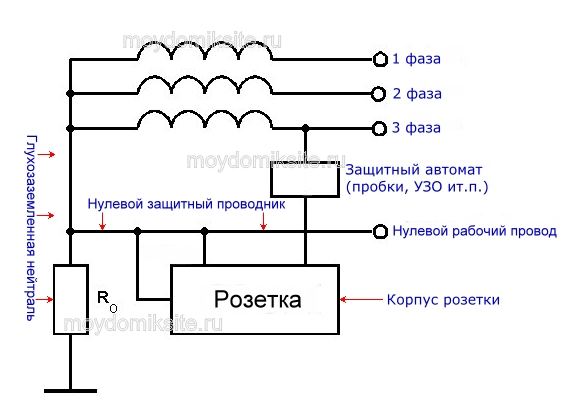 moydomiksite.ru
1 фаза
2 фаза
3 фаза
moydomiksite.ru
Защитный автомат
(пробки, УЗО ит.п.)
Глухозаземленная нейтраль
Нулевой защитный проводник
Нулевой рабочий провод
R₀
Розетка
Корпус розетки
moydomiksite.ru